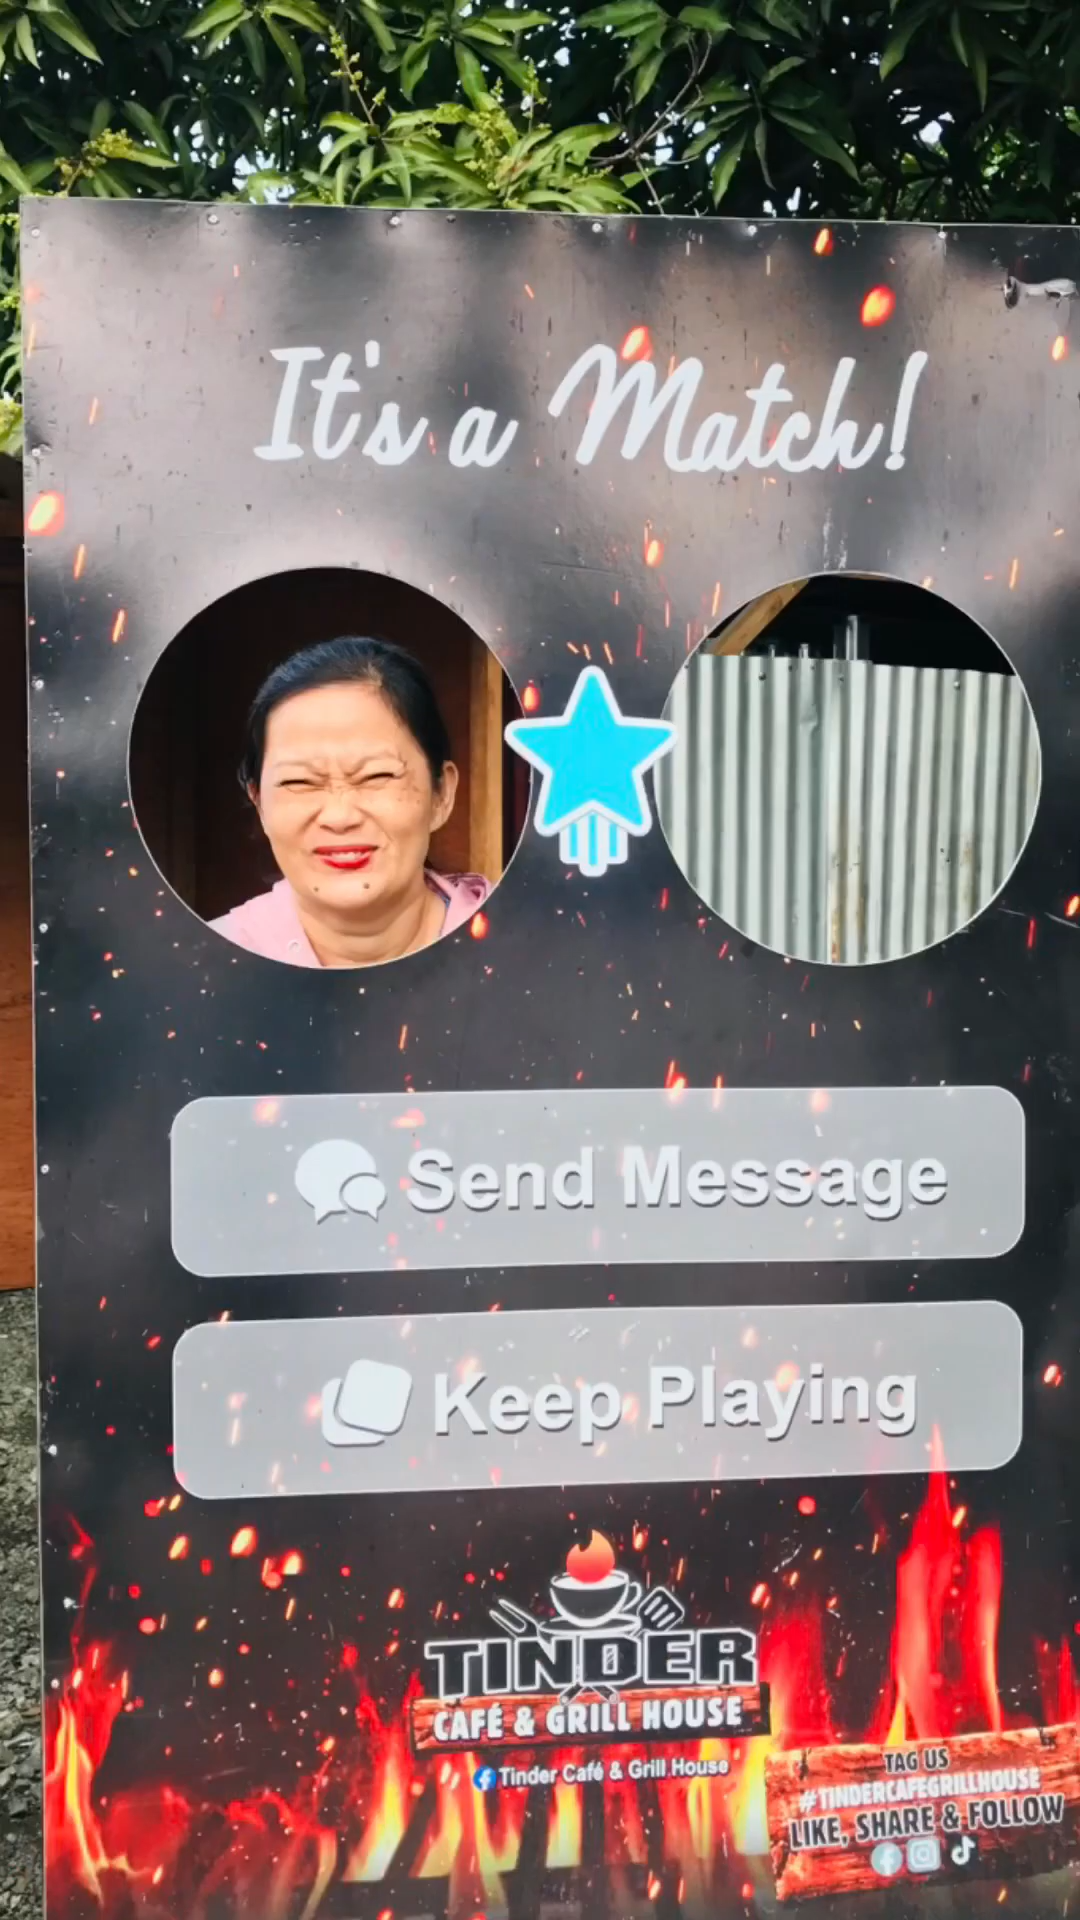 It's a Match!
Send Message
Keep Playing
TINDER
CAFÉ & GRILL HOUSE
Tinder Café & Grill House
TAG US
#TINDERCAFEGRILLHOUSE
LIKE, SHARE & FOLLOW